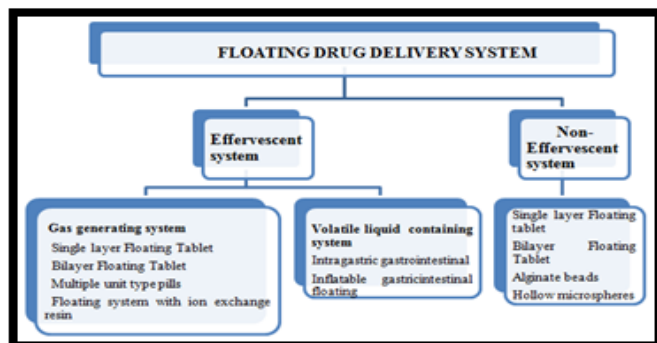 FLOATING DRUG DELIVERY SYSTEM
Effervescent
system
Non-
Effervescent
system
Gas generating system
Single layer Floating Tablet
Bilayer Floating Tablet
Multiple unit type pills
Floating system with ion exchange
resin
Volatile liquid containing
system
Intragastric gastrointestinal
Inflatable gastricintestinal
floating
Single layer Floating
tablet
Bilayer Floating
Tablet
Alginate beads
Hollow microspheres